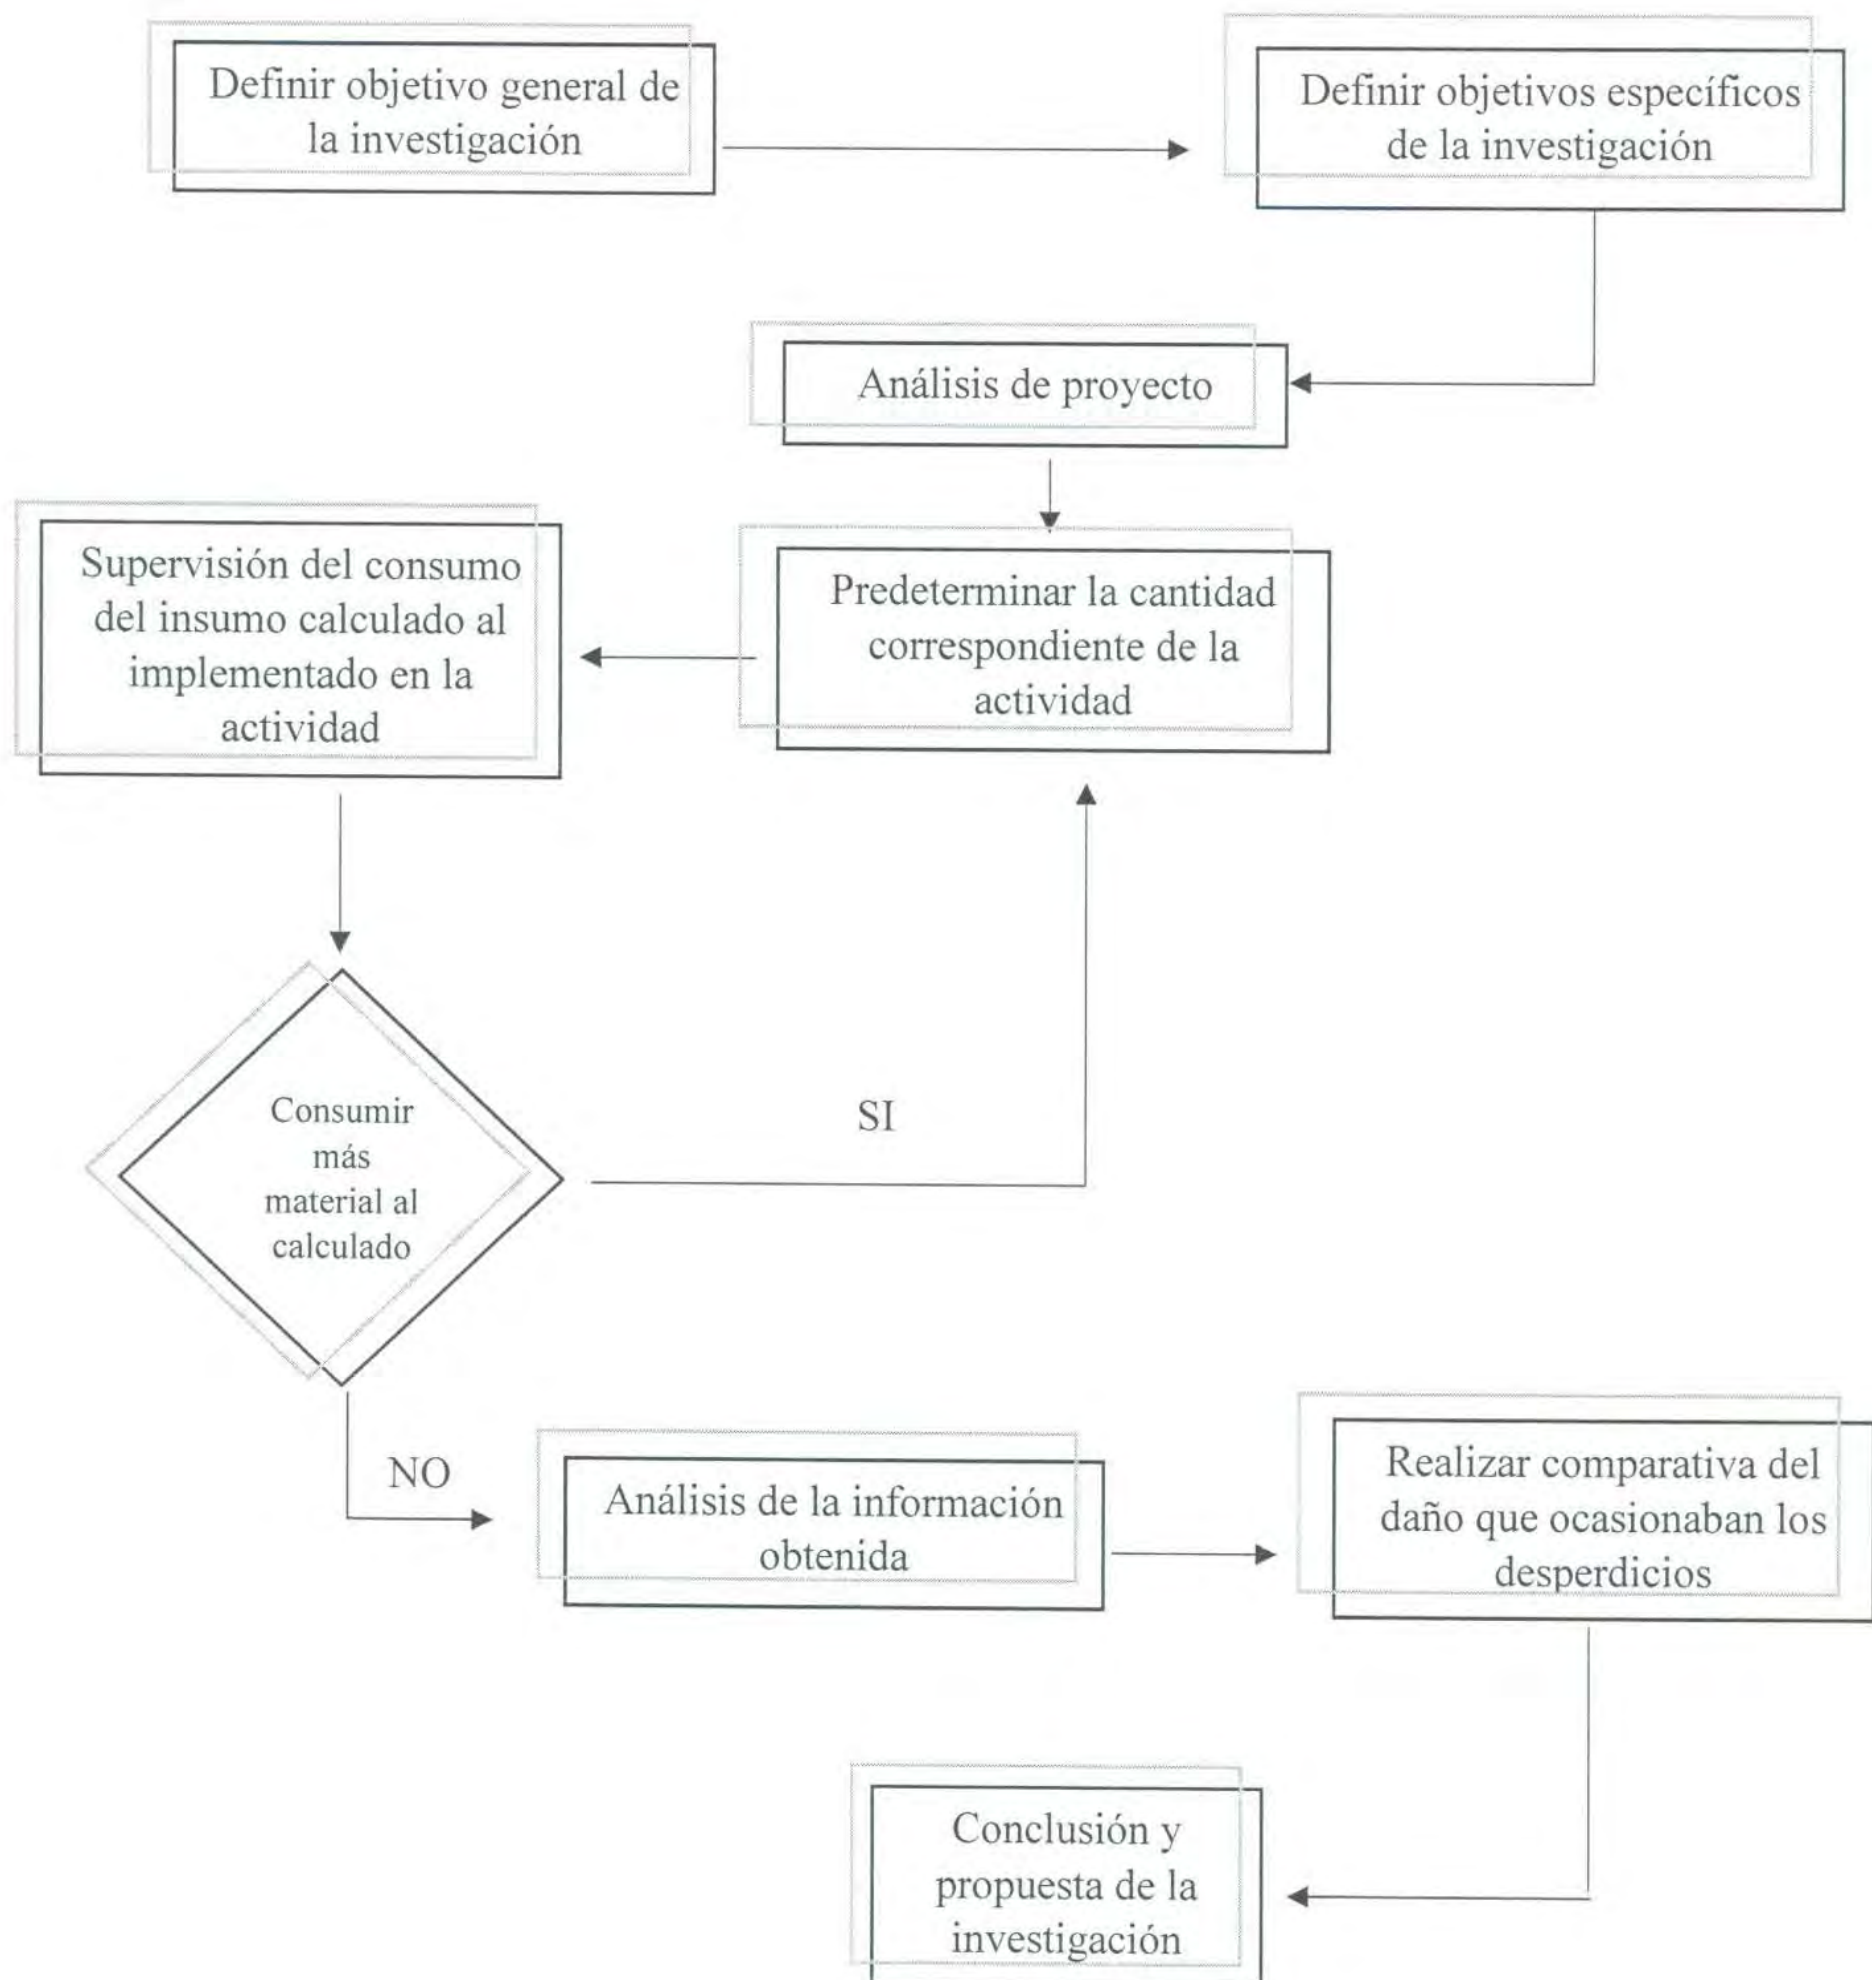 Definir objetivo general de
la investigación
Definir objetivos específicos
de la investigación
Análisis de proyecto
Predeterminar la cantidad
correspondiente de la
actividad
Supervisión del consumo
del insumo calculado al
implementado en la
actividad
Consumir
más
material al
calculado
SI
NO
Análisis de la información
obtenida
Realizar comparativa del
daño que ocasionaban los
desperdicios
Conclusión y
propuesta de la
investigación